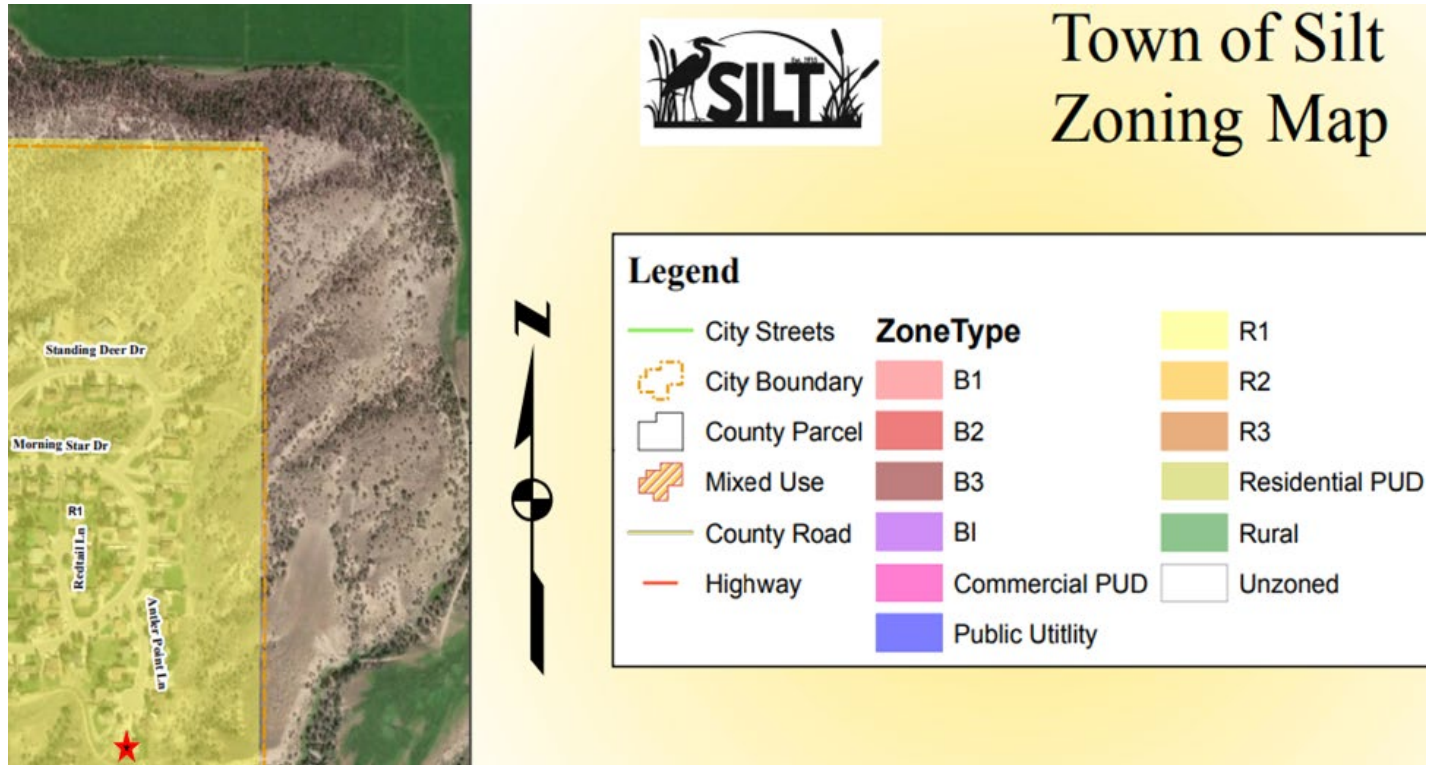 Est. 1915
SILT
Town of Silt
Zoning Map
Standing Deer Dr
Morning Star Dr
R1
Redtail Ln
Antler Point Ln
N
Legend
City Streets
City Boundary
County Parcel
Mixed Use
County Road
Highway
ZoneType
B1
B2
B3
BI
Commercial PUD
Public Utitlity
R1
R2
R3
Residential PUD
Rural
Unzoned